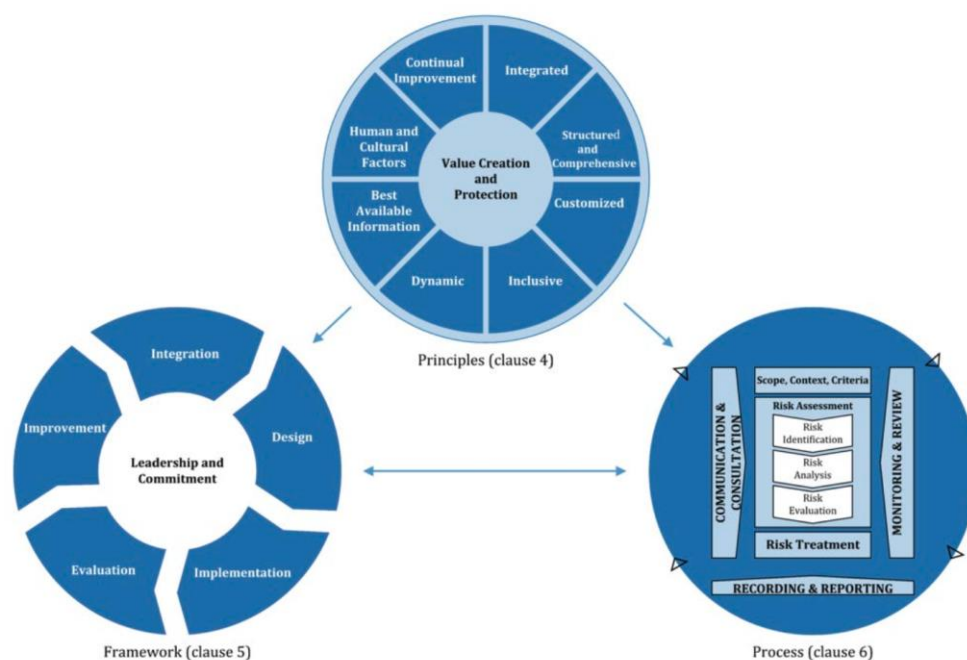 Continual
Improvement
Integrated
Structured
and
Comprehensive
Customized
Inclusive
Dynamic
Best
Available
Information
Human and
Cultural
Factors
Value Creation
and
Protection
Principles (clause 4)
Integration
Design
Implementation
Evaluation
Improvement
Leadership and
Commitment
Framework (clause 5)
Scope, Context, Criteria
Risk Assessment
Risk
Identification
Risk
Analysis
Risk
Evaluation
Risk Treatment
COMMUNICATION &
CONSULTATION
MONITORING & REVIEW
RECORDING & REPORTING
Process (clause 6)